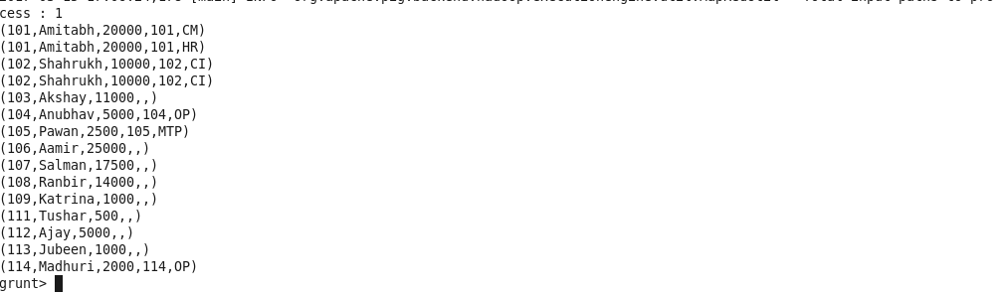 cess : 1
(101,Amitabh,20000,101,CM)
(101,Amitabh,20000,101,HR)
(102,Shahrukh,10000,102,CI)
(102,Shahrukh,10000,102,CI)
(103,Akshay,11000,,)
(104,Anubhav,5000,104,OP)
(105,Pawan,2500,105,MTP)
(106,Aamir,25000,,)
(107,Salman,17500,,)
(108,Ranbir,14000,,)
(109,Katrina,1000,,)
(111,Tushar,500,,)
(112,Ajay,5000,,)
(113,Jubeen,1000,,)
(114,Madhuri,2000,114,OP)
grunt>